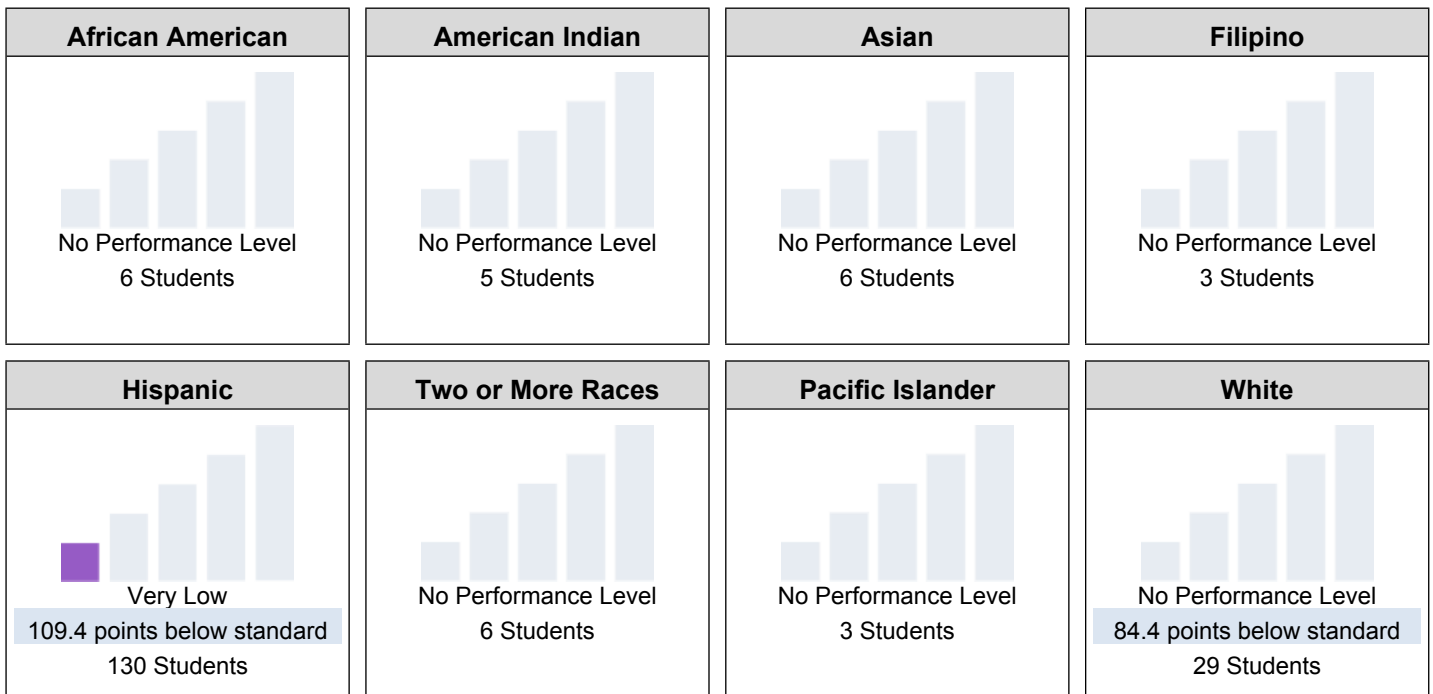 African American
No Performance Level
6 Students
American Indian
No Performance Level
5 Students
Asian
No Performance Level
6 Students
Filipino
No Performance Level
3 Students
Hispanic
Very Low
109.4 points below standard
130 Students
Two or More Races
No Performance Level
6 Students
Pacific Islander
No Performance Level
3 Students
White
No Performance Level
84.4 points below standard
29 Students